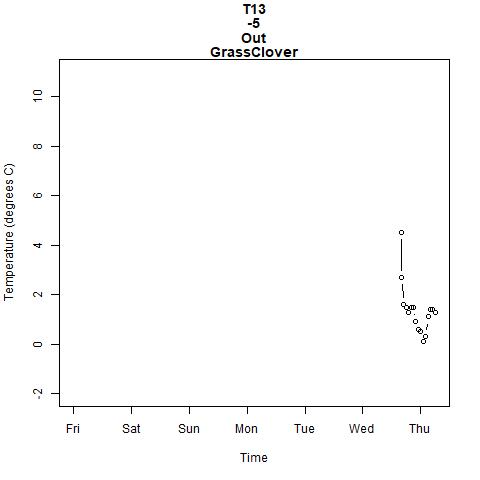 T13
-5
Out
GrassClover
Temperature (degrees C)
10
8
6
4
2
0
-2
Fri Sat Sun Mon Tue Wed Thu
Time